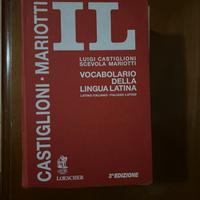 CASTIGLIONI · MARIOTTI
IL
LUIGI CASTIGLIONI
SCEVOLA MARIOTTI
VOCABOLARIO
DELLA
LINGUA LATINA
LATINO-ITALIANO · ITALIANO-LATINO
LOESCHER
3ª EDIZIONE